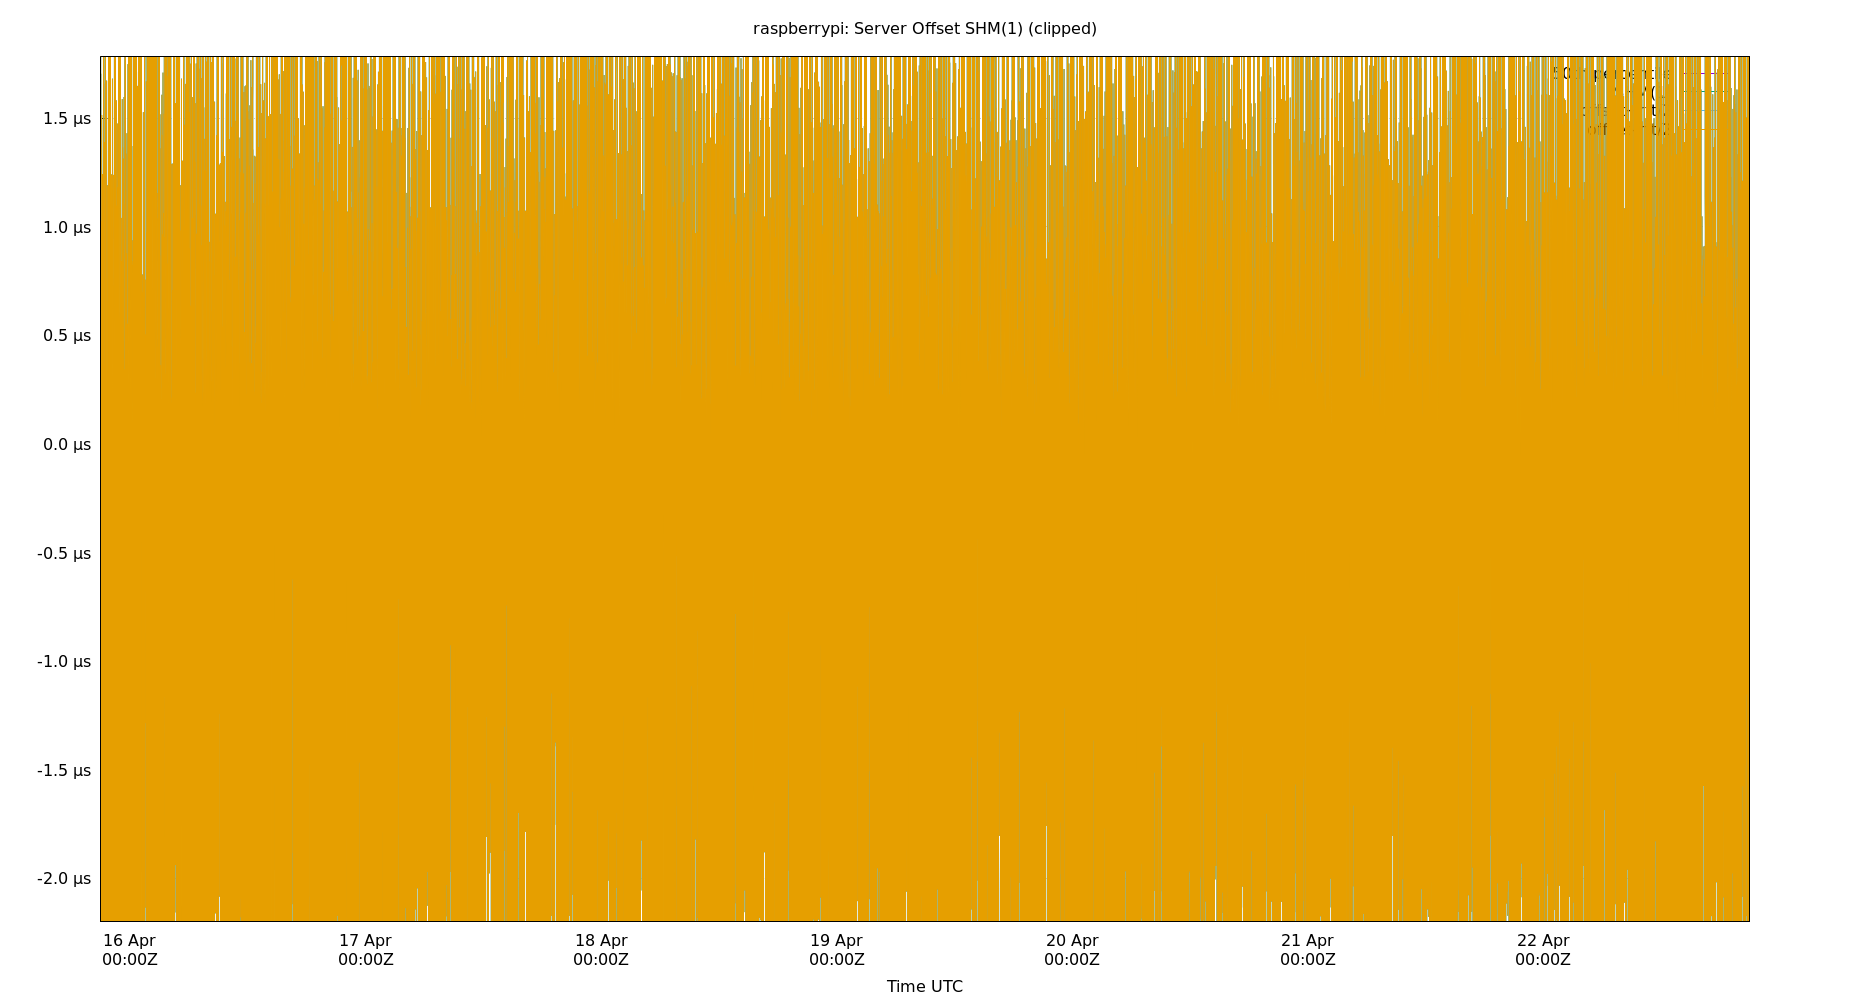 raspberrypi: Server Offset SHM(1) (clipped)
1.5 µs
1.0 µs
0.5 µs
0.0 µs
-0.5 µs
-1.0 µs
-1.5 µs
-2.0 µs
16 Apr 17 Apr 18 Apr 19 Apr 20 Apr 21 Apr 22 Apr
00:00Z 00:00Z 00:00Z 00:00Z 00:00Z 00:00Z 00:00Z
Time UTC